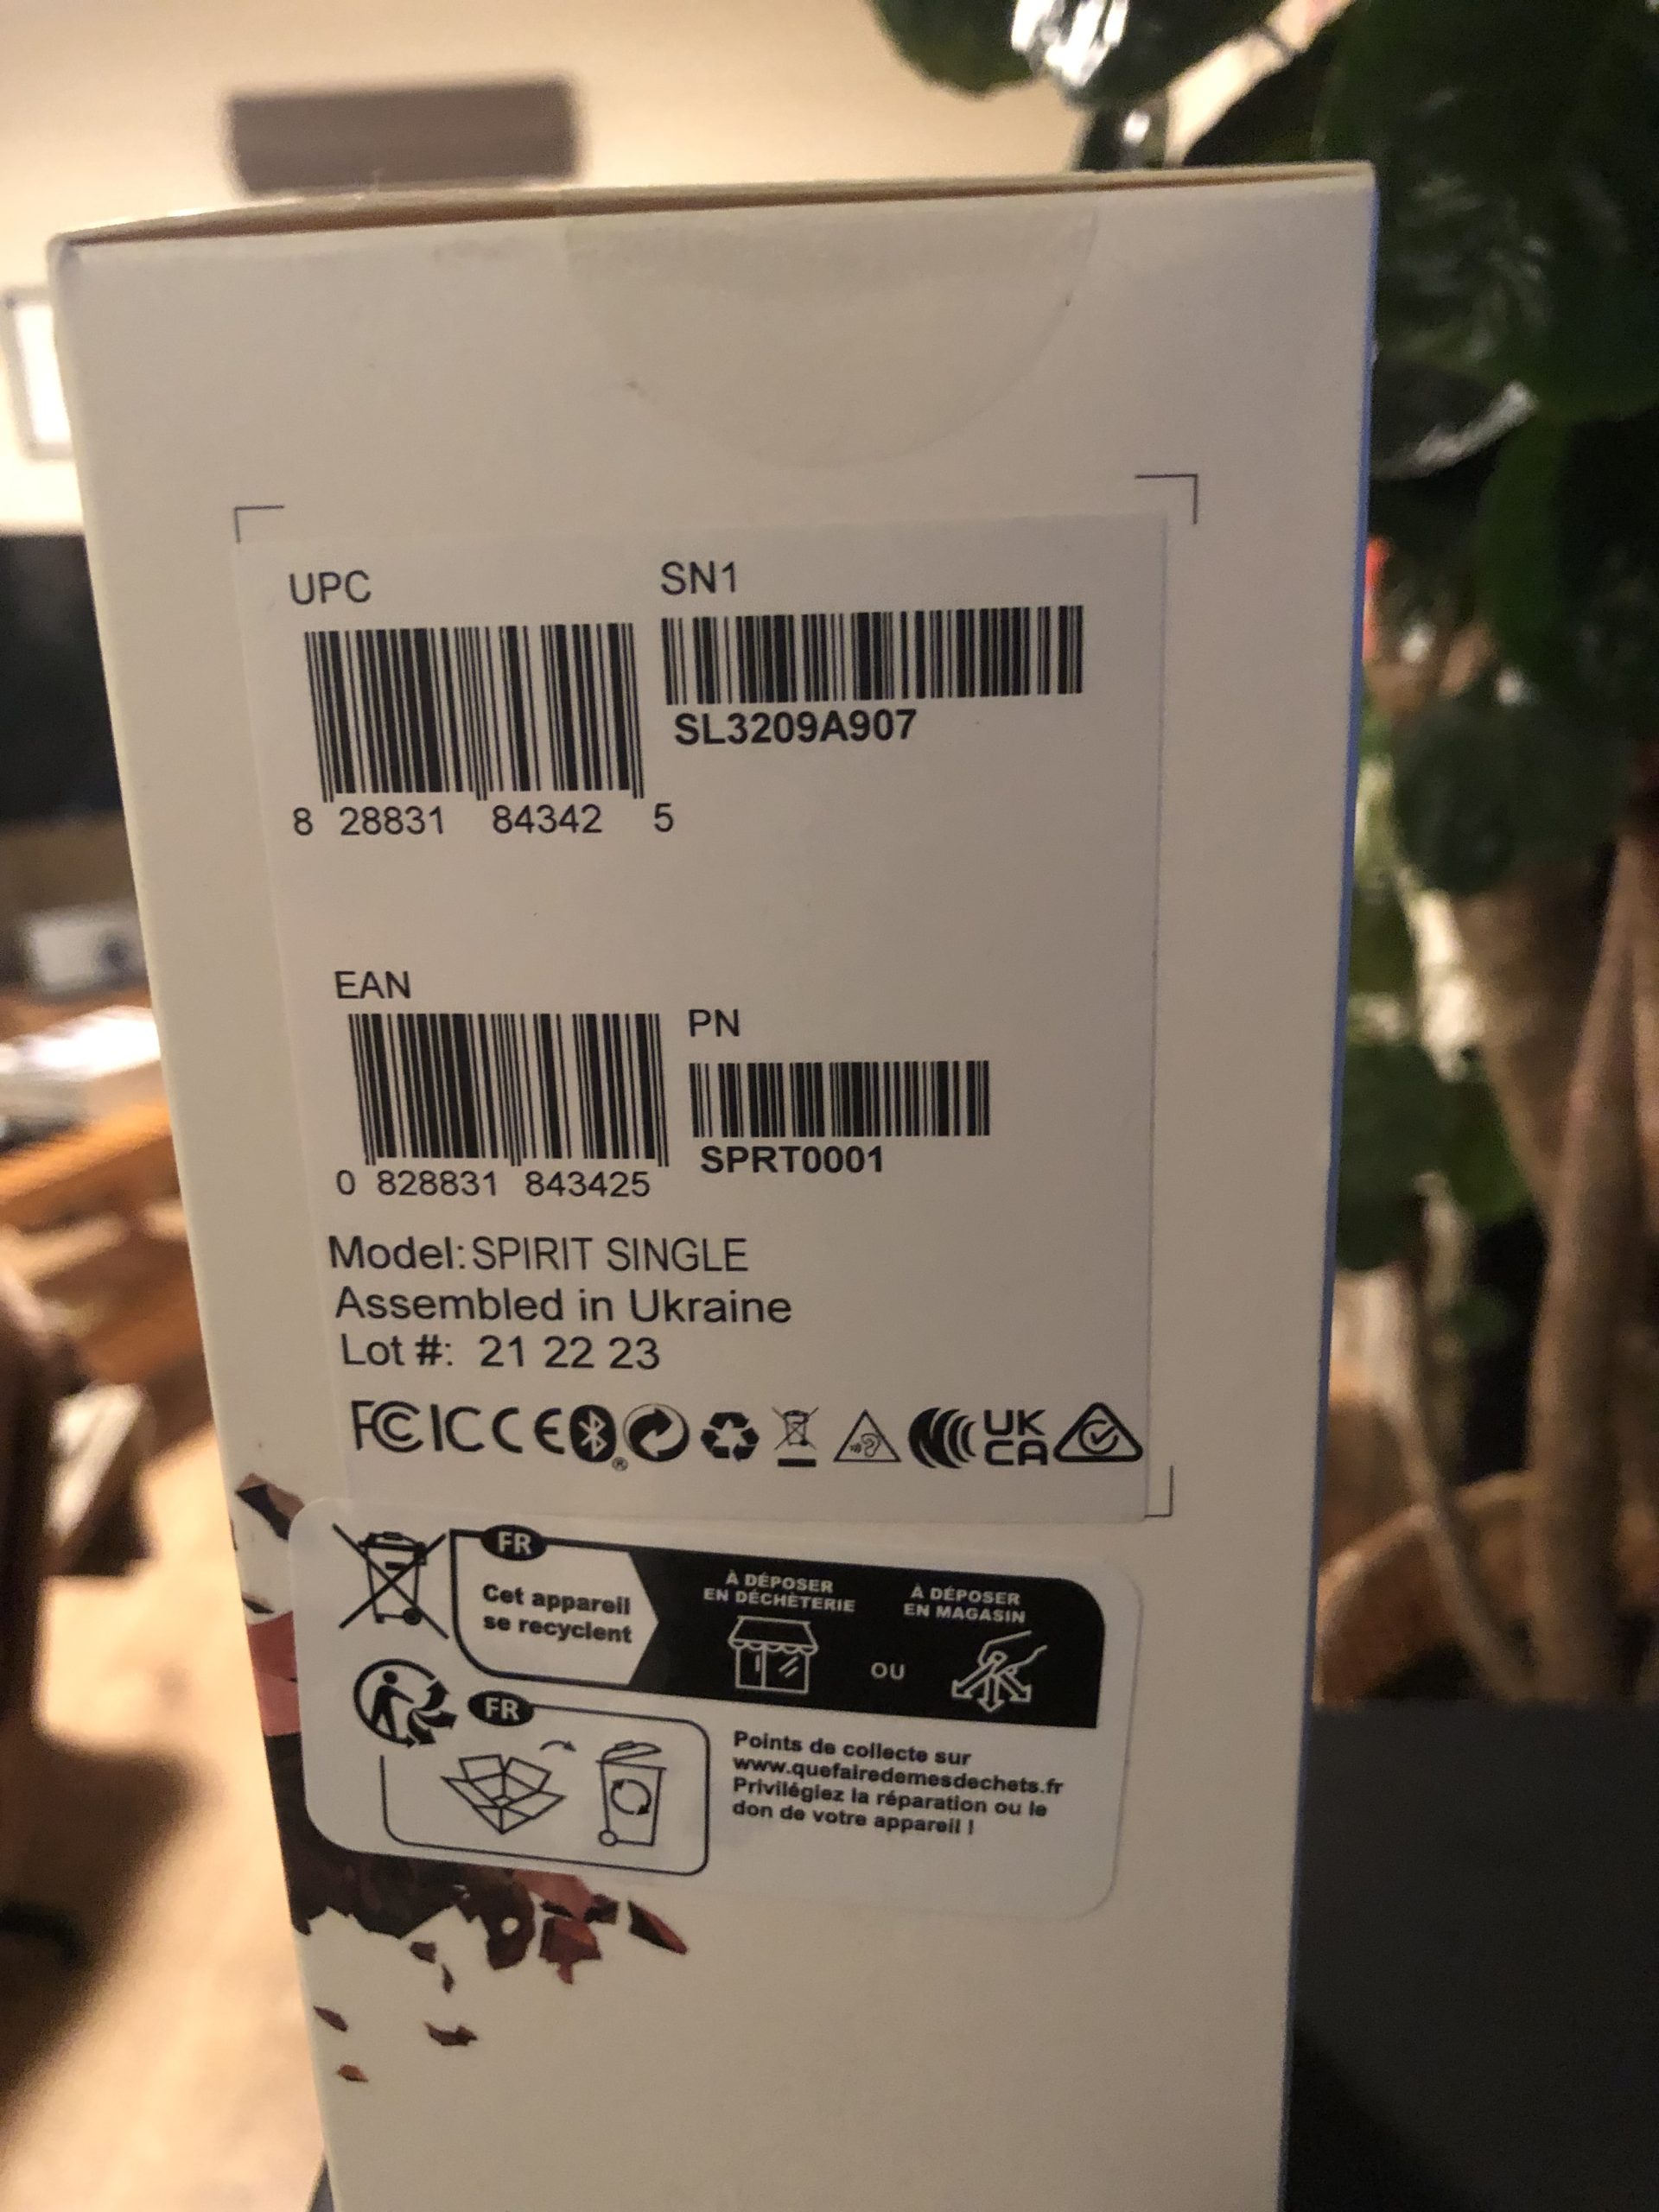 UPC
SN1
SL3209A907
8 28831 84342 5
EAN
PN
SPRT0001
0 828831 843425
Model: SPIRIT SINGLE
Assembled in Ukraine
Lot #: 21 22 23
FC IC CE
UK
CA
FR
Cet appareil
se recyclent
À DÉPOSER
EN DÉCHÈTERIE
OU
À DÉPOSER
EN MAGASIN
FR
Points de collecte sur
www.quefairedemesdechets.fr
Privilégiez la réparation ou le
don de votre appareil !